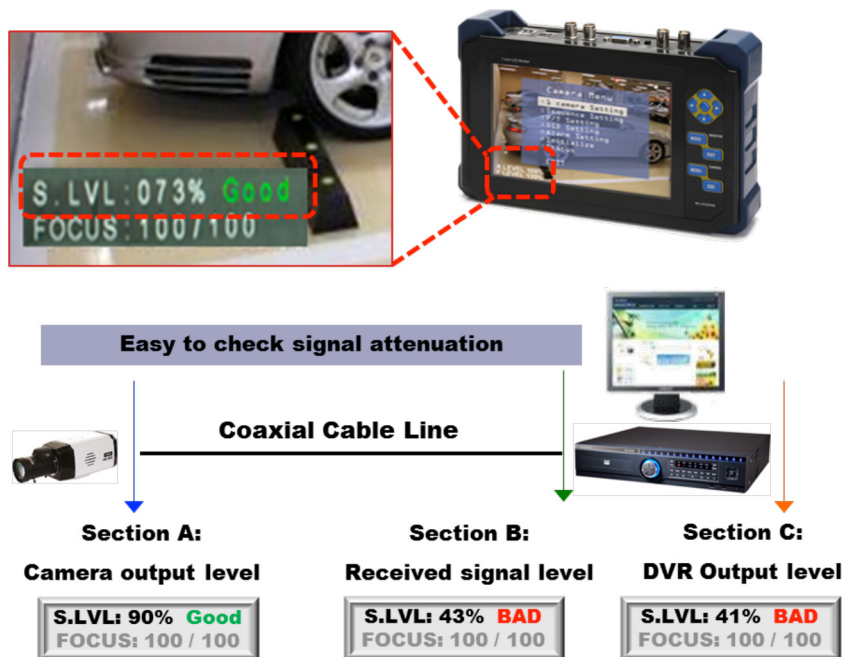 S.LVL:073% Good
FOCUS:100/100
Camera Menu
Easy to check signal attenuation
Coaxial Cable Line
Section A:
Camera output level
S.LVL: 90% Good
FOCUS: 100 / 100
Section B:
Received signal level
S.LVL: 43% BAD
FOCUS: 100 / 100
Section C:
DVR Output level
S.LVL: 41% BAD
FOCUS: 100 / 100